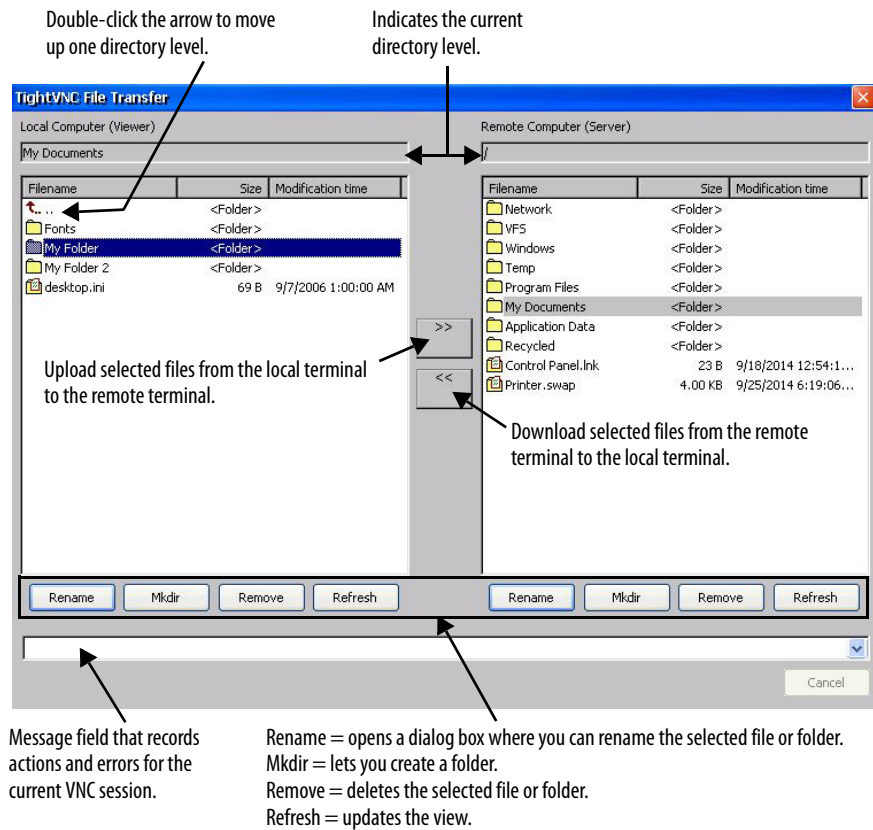 Double-click the arrow to move
up one directory level.
Indicates the current
directory level.
TightVNC File Transfer
Local Computer (Viewer)
Remote Computer (Server)
My Documents
/
Filename Size Modification time
.. <Folder>
Fonts <Folder>
My Folder <Folder>
My Folder 2 <Folder>
desktop.ini 69 B 9/7/2006 1:00:00 AM
Filename Size Modification time
Network <Folder>
VFS <Folder>
Windows <Folder>
Temp <Folder>
Program Files <Folder>
My Documents <Folder>
Application Data <Folder>
Recycled <Folder>
Control Panel.lnk 23 B 9/18/2014 12:54:1...
Printer.swap 4.00 KB 9/25/2014 6:19:06...
>>
<<
Upload selected files from the local terminal
to the remote terminal.
Download selected files from the remote
terminal to the local terminal.
Rename Mkdir Remove Refresh
Rename Mkdir Remove Refresh
Cancel
Message field that records
actions and errors for the
current VNC session.
Rename = opens a dialog box where you can rename the selected file or folder.
Mkdir = lets you create a folder.
Remove = deletes the selected file or folder.
Refresh = updates the view.